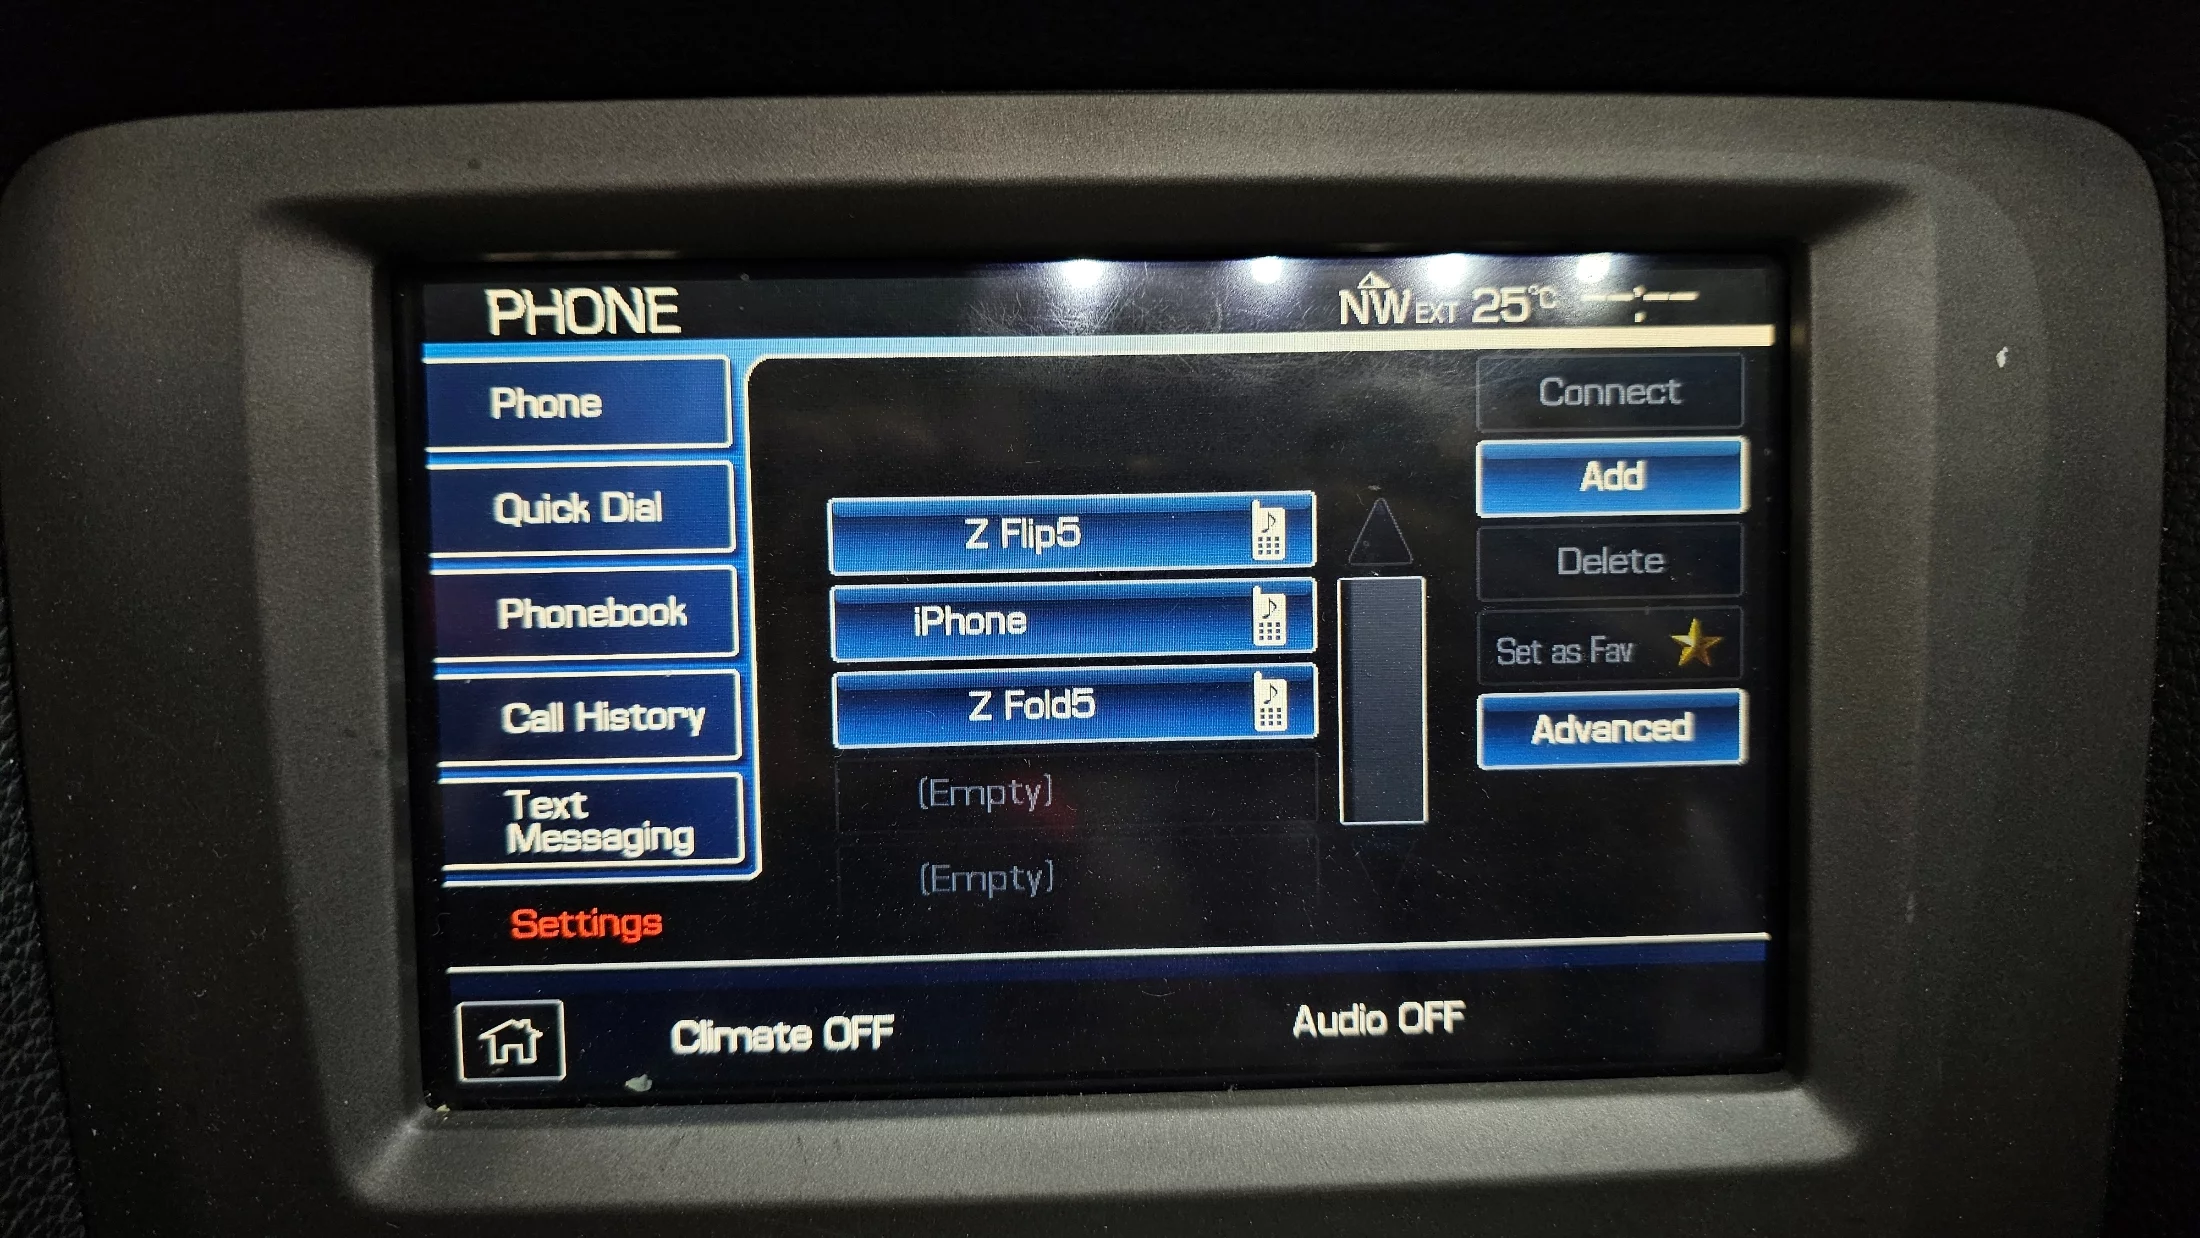 PHONE
NW EXT 25°C --:--
Phone
Quick Dial
Phonebook
Call History
Text
Messaging
Settings
Z Flip5
iPhone
Z Fold5
(Empty)
(Empty)
Connect
Add
Delete
Set as Fav
Advanced
Climate OFF
Audio OFF